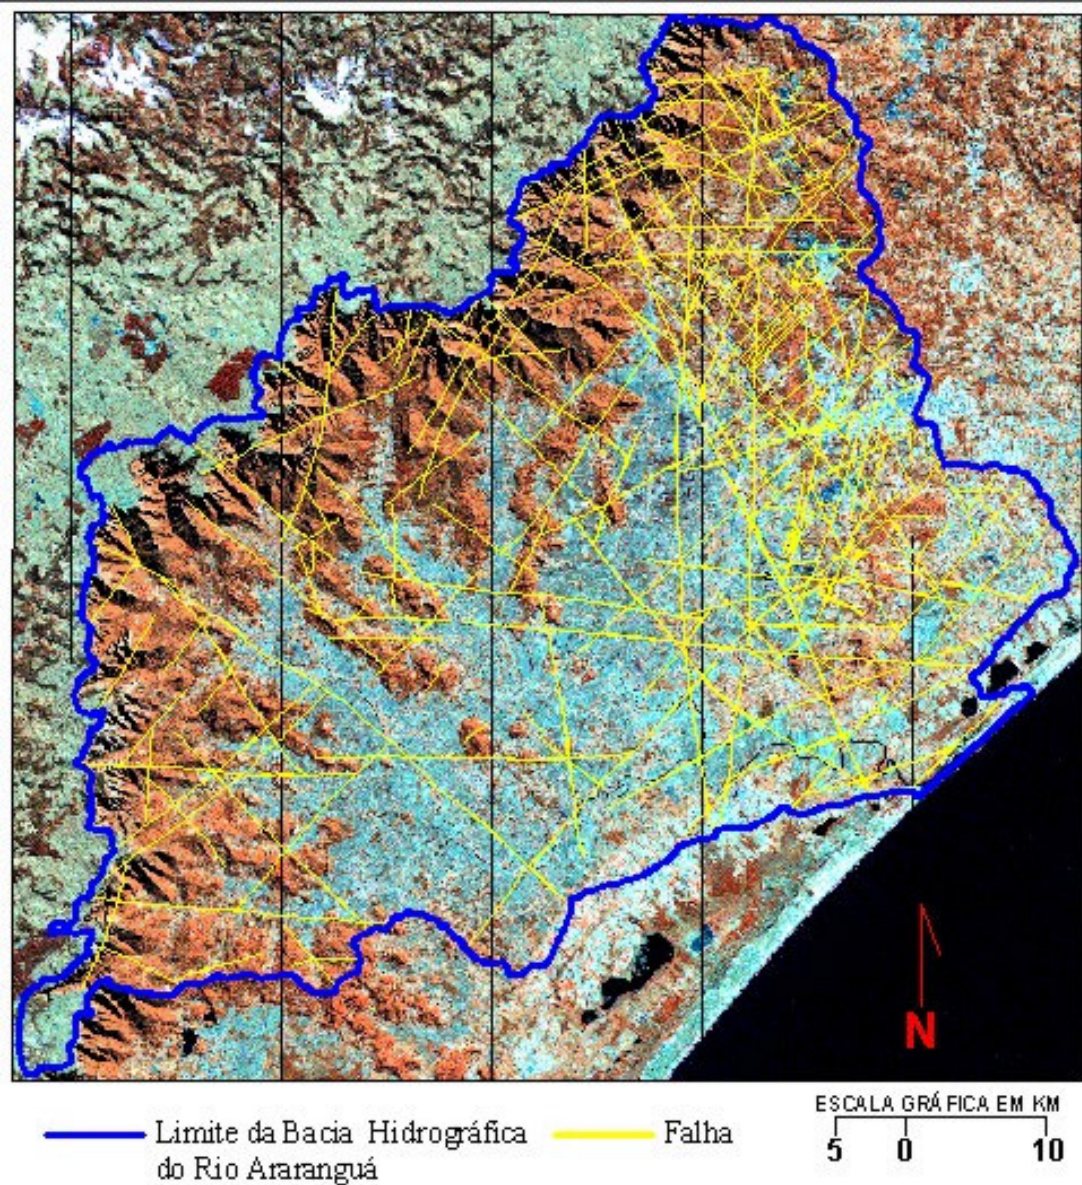 N
Limite da Bacia Hidrográfica
do Rio Araranguá
Falha
ESCALA GRÁFICA EM KM
5 0 10